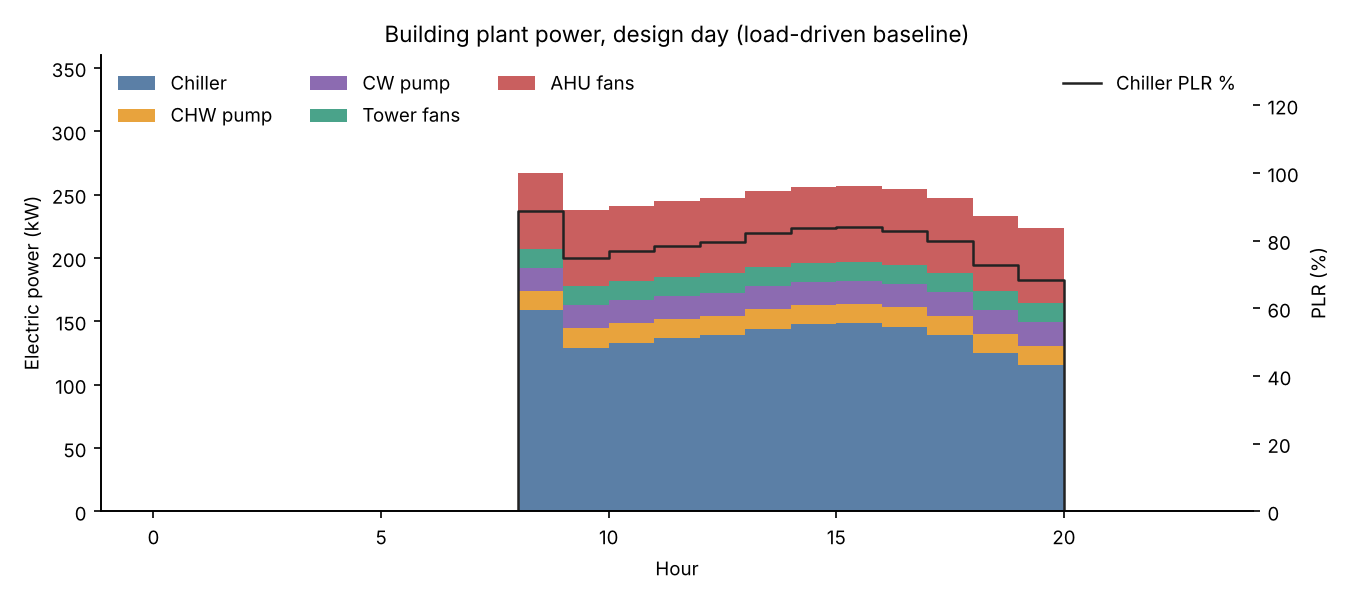 Building plant power, design day (load-driven baseline)
Chiller
CHW pump
CW pump
Tower fans
AHU fans
Chiller PLR %
Electric power (kW)
350
300
250
200
150
100
50
0
120
100
80
60
40
20
0
PLR (%)
0 5 10 15 20
Hour